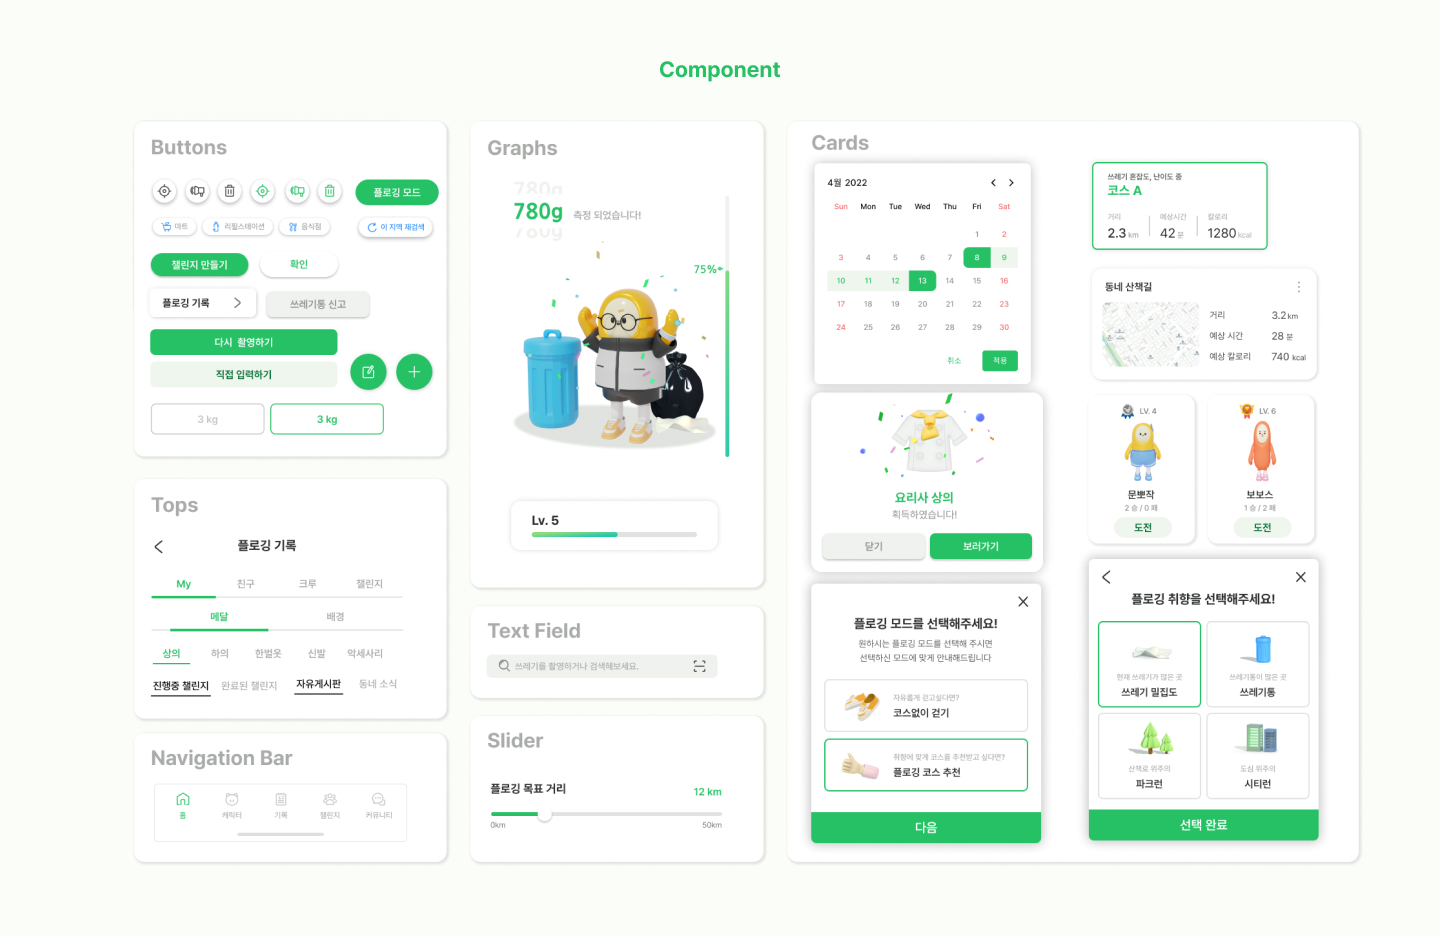 Component
Buttons
플로깅 모드
마트
리필스테이션
음식점
이 지역 재검색
챌린지 만들기
확인
플로깅 기록
쓰레기통 신고
다시 촬영하기
직접 입력하기
3 kg
3 kg
Tops
플로깅 기록
My 친구 크루 챌린지
메달 배경
상의 하의 한벌옷 신발 악세사리
진행중 챌린지 완료된 챌린지 자유게시판 동네 소식
Navigation Bar
홈 캐릭터 기록 챌린지 커뮤니티
Graphs
780g
780g 측정 되었습니다!
780g
75%
Lv. 5
Text Field
쓰레기를 촬영하거나 검색해보세요.
Slider
플로깅 목표 거리
12 km
0km
50km
Cards
4월 2022
Sun Mon Tue Wed Thu Fri Sat
1 2
3 4 5 6 7 8 9
10 11 12 13 14 15 16
17 18 19 20 21 22 23
24 25 26 27 28 29 30
취소 적용
요리사 상의
획득하였습니다!
닫기 보러가기
플로깅 모드를 선택해주세요!
원하시는 플로깅 모드를 선택해 주시면
선택하신 모드에 맞게 안내해드립니다
자유롭게 걷고싶다면?
코스없이 걷기
취향에 맞게 코스를 추천받고 싶다면?
플로깅 코스 추천
다음
쓰레기 혼잡도, 난이도 중
코스 A
거리 예상시간 칼로리
2.3 km 42 분 1280 kcal
동네 산책길
거리 3.2 km
예상 시간 28 분
예상 칼로리 740 kcal
LV. 4
문뽀작
2 승 / 0 패
도전
LV. 6
보보스
1 승 / 2 패
도전
플로깅 취향을 선택해주세요!
현재 쓰레기가 많은 곳
쓰레기 밀집도
쓰레기통이 많은 곳
쓰레기통
산책로 위주의
파크런
도심 위주의
시티런
선택 완료